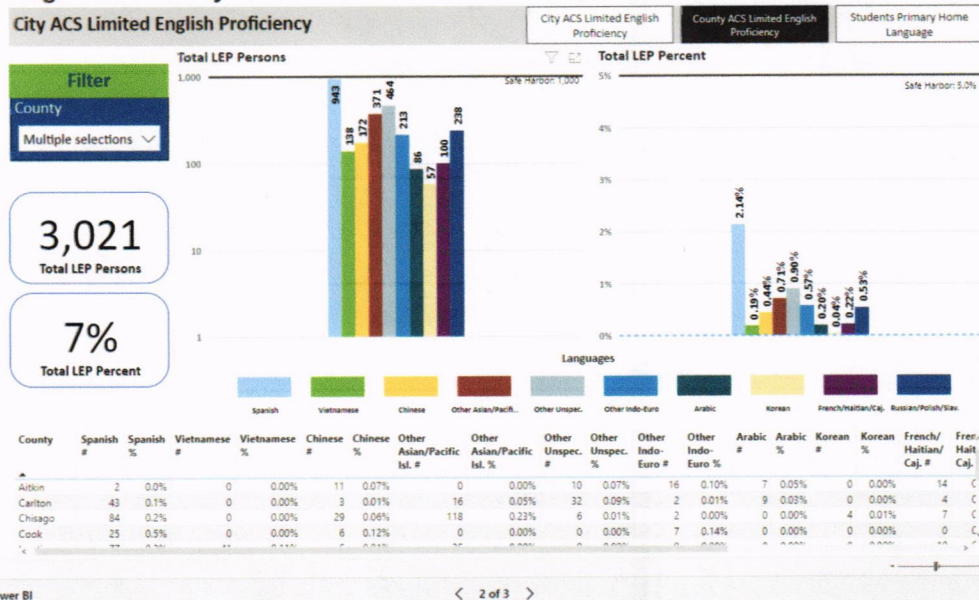 City ACS Limited English Proficiency
City ACS Limited English Proficiency
County ACS Limited English Proficiency
Students Primary Home Language
Filter
County
Multiple selections
3,021
Total LEP Persons
7%
Total LEP Percent
Total LEP Persons
Safe Harbor: 1,000
1,000
100
10
1
943
138
172
371
464
213
86
57
100
238
Total LEP Percent
Safe Harbor: 5.0%
5%
4%
3%
2%
1%
0%
2.14%
0.19%
0.44%
0.71%
0.90%
0.57%
0.20%
0.04%
0.22%
0.53%
Languages
Spanish Vietnamese Chinese Other Asian/Pacifi... Other Unspec. Other Indo-Euro Arabic Korean French/Haitian/Caj. Russian/Polish/Slav.
County Spanish # Spanish % Vietnamese # Vietnamese % Chinese # Chinese % Other Asian/Pacific Isl. # Other Asian/Pacific Isl. % Other Unspec. # Other Unspec. % Other Indo-Euro # Other Indo-Euro % Arabic # Arabic % Korean # Korean % French/Haitian/Caj. #
Aitkin 2 0.0% 0 0.00% 11 0.07% 0 0.00% 10 0.07% 16 0.10% 7 0.05% 0 0.00% 14
Carlton 43 0.1% 0 0.00% 3 0.01% 16 0.05% 32 0.09% 2 0.01% 9 0.03% 0 0.00% 0
Chisago 84 0.2% 0 0.00% 29 0.06% 118 0.23% 6 0.01% 2 0.00% 0 0.00% 4 0.01% 7
Cook 25 0.5% 0 0.00% 6 0.12% 0 0.00% 0 0.00% 7 0.14% 0 0.00% 0 0.00% 0
wer BI
2 of 3